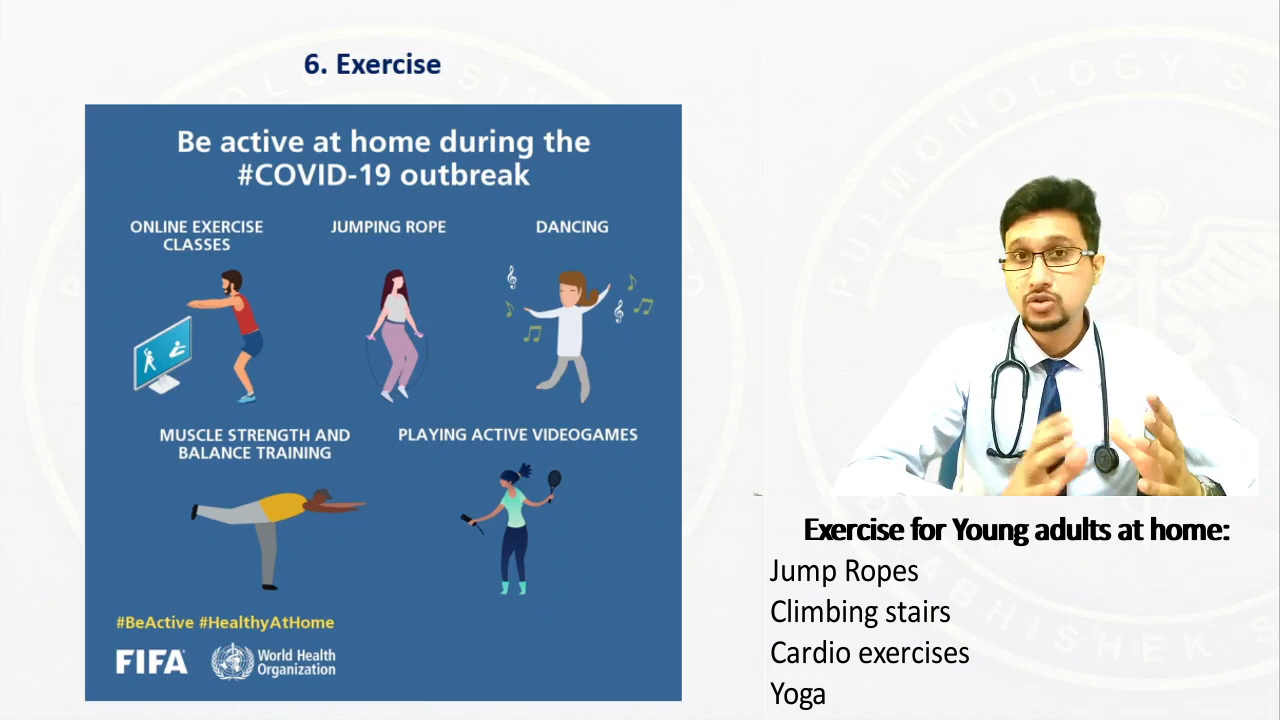 6. Exercise
Be active at home during the
#COVID-19 outbreak
ONLINE EXERCISE
CLASSES
JUMPING ROPE
DANCING
MUSCLE STRENGTH AND
BALANCE TRAINING
PLAYING ACTIVE VIDEOGAMES
#BeActive #HealthyAtHome
FIFA
World Health
Organization
PULMONOLOGY
Exercise for Young adults at home:
Jump Ropes
Climbing stairs
Cardio exercises
Yoga